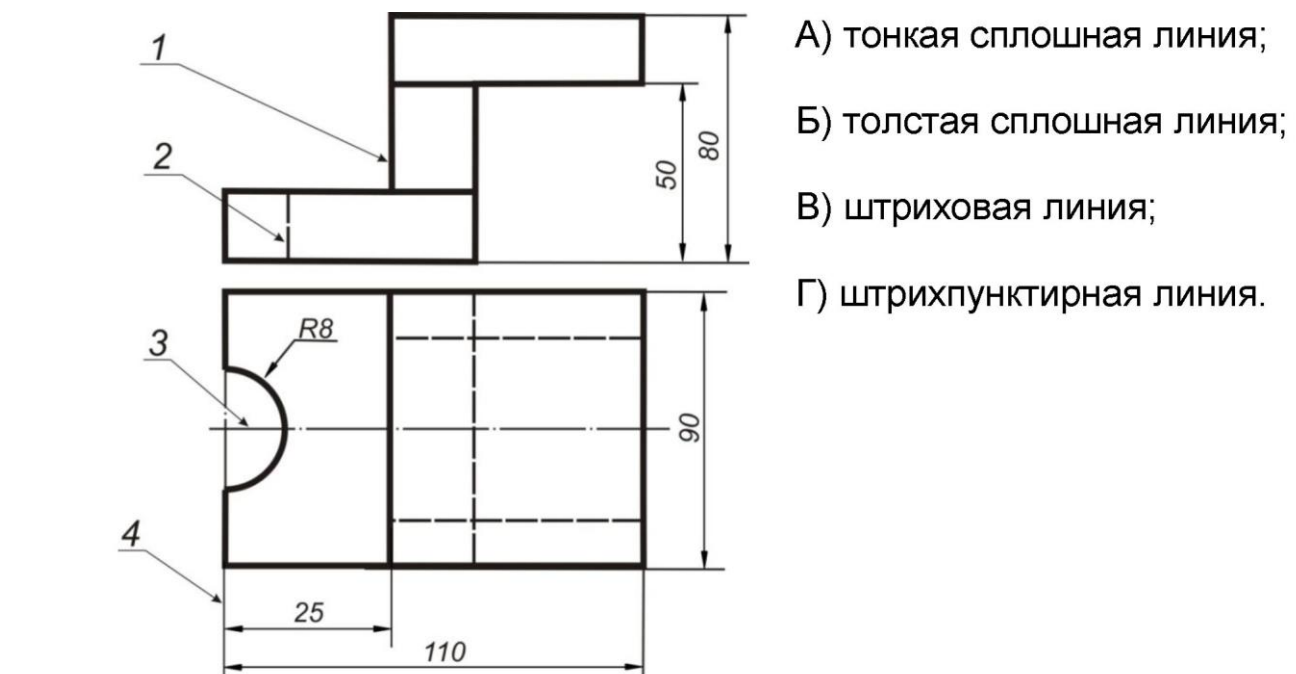 1
2
50
80
R8
3
90
4
25
110
А) тонкая сплошная линия;
Б) толстая сплошная линия;
В) штриховая линия;
Г) штрихпунктирная линия.